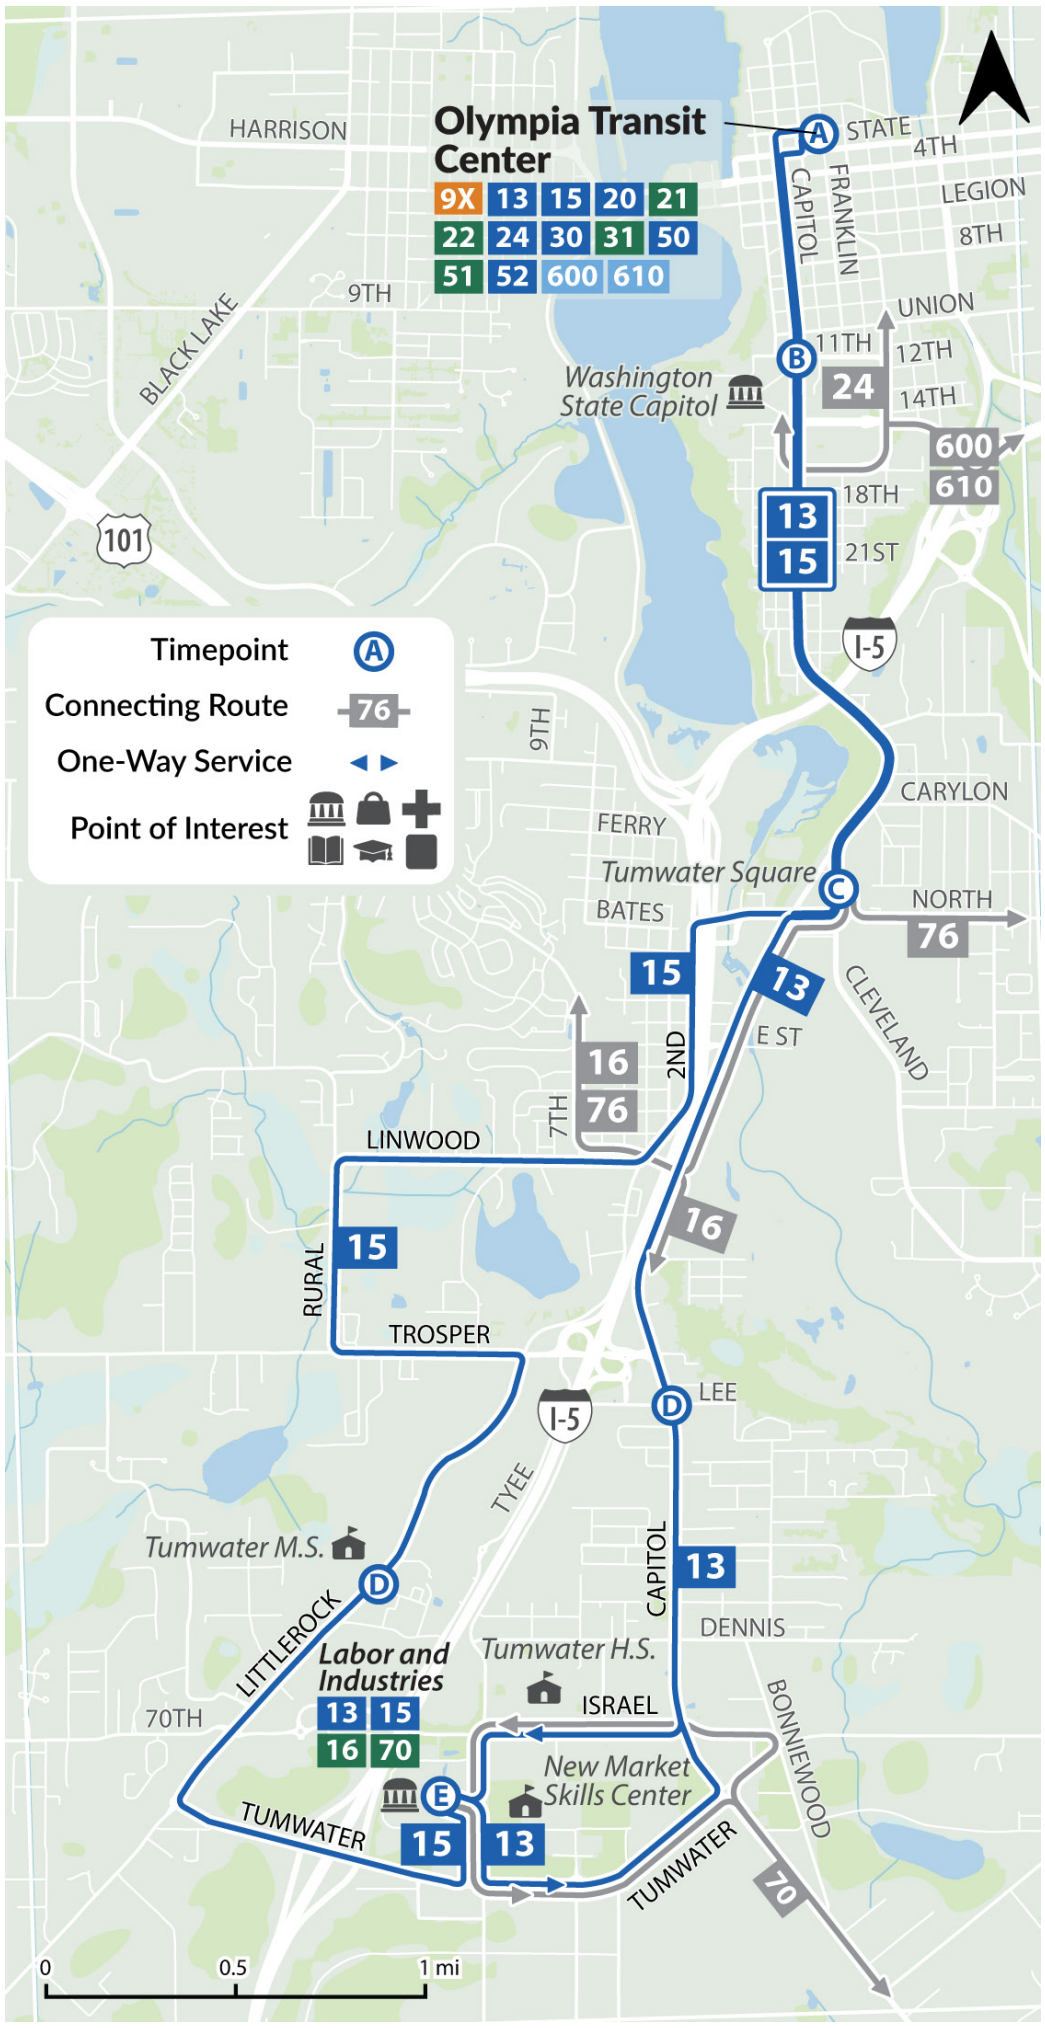 HARRISON
Olympia Transit
Center
9X 13 15 20 21
22 24 30 31 50
51 52 600 610
A
STATE
4TH
CAPITOL
FRANKLIN
LEGION
8TH
9TH
BLACK LAKE
UNION
B
11TH
12TH
24
14TH
Washington
State Capitol
600
610
18TH
13
15
21ST
101
I-5
Timepoint A
Connecting Route 76
One-Way Service
Point of Interest
9TH
CARYLON
FERRY
Tumwater Square
C
BATES
NORTH
76
15
13
CLEVELAND
E ST
2ND
16
76
7TH
LINWOOD
16
15
RURAL
TROSPER
I-5
D
LEE
TYEE
Tumwater M.S.
D
CAPITOL
13
LITTLEROCK
DENNIS
Labor and
Industries
13 15
16 70
Tumwater H.S.
70TH
ISRAEL
BONNIEWOOD
New Market
Skills Center
E
TUMWATER
15
13
TUMWATER
70
0 0.5 1 mi